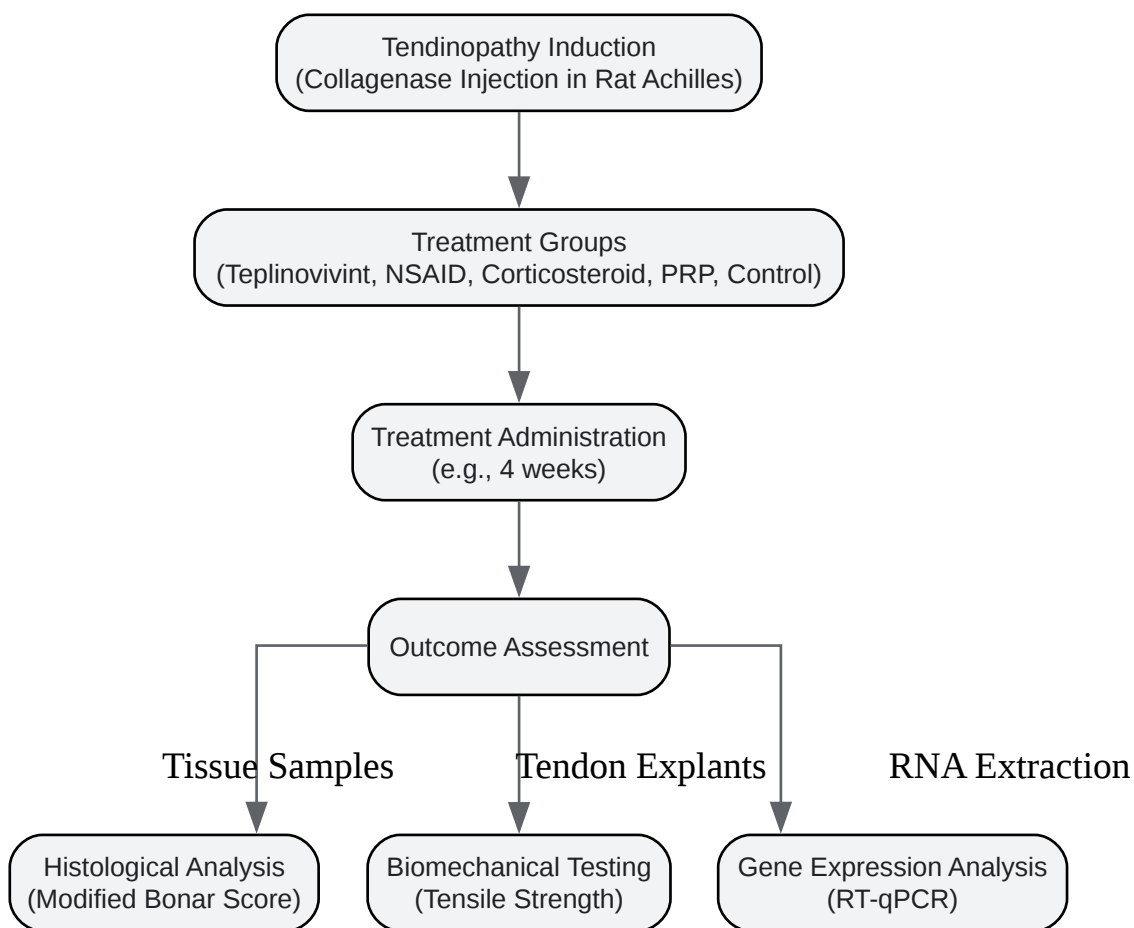 Tendinopathy Induction
(Collagenase Injection in Rat Achilles)
Treatment Groups
(Teplinovivint, NSAID, Corticosteroid, PRP, Control)
Treatment Administration
(e.g., 4 weeks)
Outcome Assessment
Tissue Samples
Tendon Explants
RNA Extraction
Histological Analysis
(Modified Bonar Score)
Biomechanical Testing
(Tensile Strength)
Gene Expression Analysis
(RT-qPCR)